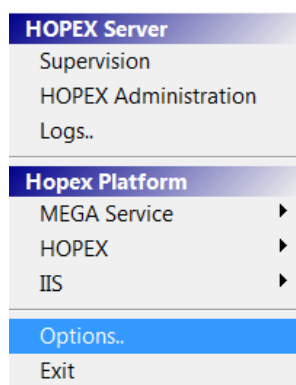 HOPEX Server
Supervision
HOPEX Administration
Logs..
Hopex Platform
MEGA Service
HOPEX
IIS
Options..
Exit